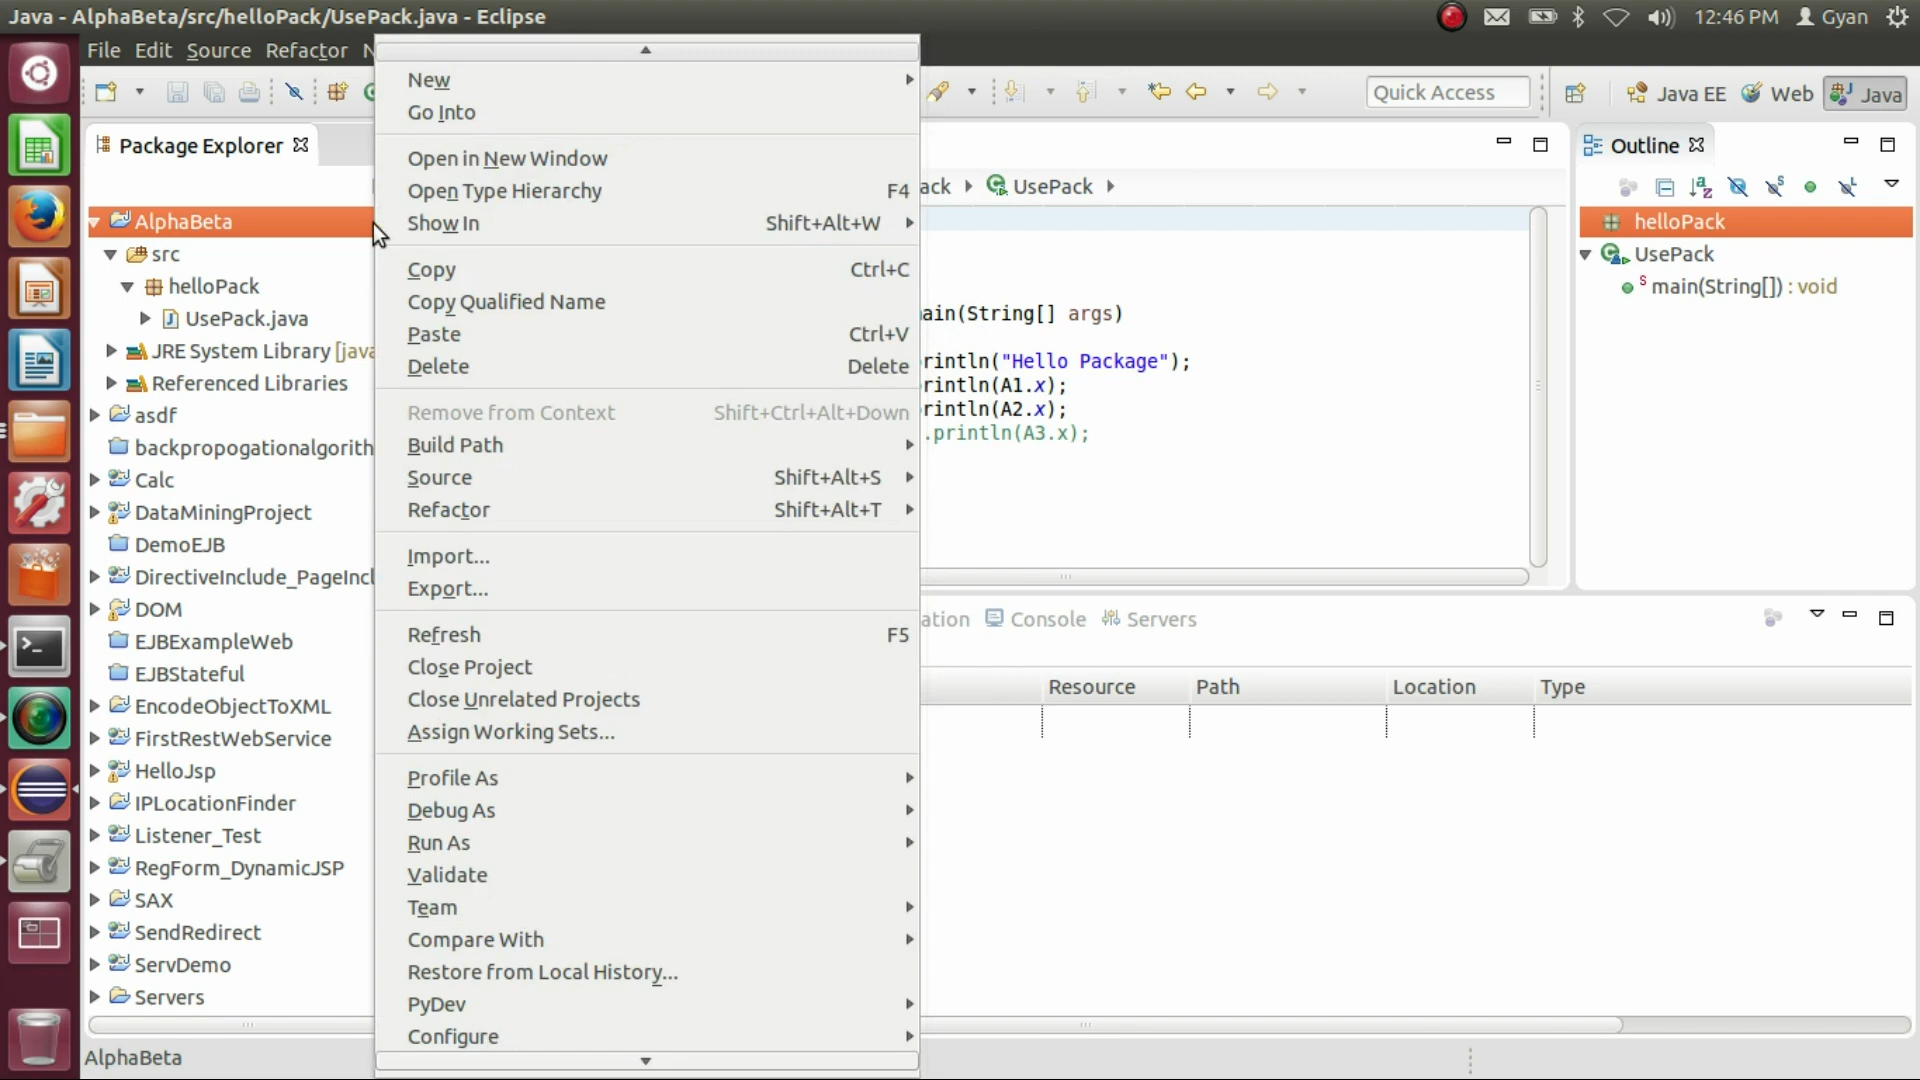 Java - AlphaBeta/src/helloPack/UsePack.java - Eclipse
12:46 PM Gyan
File Edit Source Refactor N
Quick Access
Java EE Web Java
Package Explorer
AlphaBeta
src
helloPack
UsePack.java
JRE System Library [java
Referenced Libraries
asdf
backpropogationalgorith
Calc
DataMiningProject
DemoEJB
DirectiveInclude_PageIncl
DOM
EJBExampleWeb
EJBStateful
EncodeObjectToXML
FirstRestWebService
HelloJsp
IPLocationFinder
Listener_Test
RegForm_DynamicJSP
SAX
SendRedirect
ServDemo
Servers
AlphaBeta
New
Go Into
Open in New Window
Open Type Hierarchy F4
Show In Shift+Alt+W
Copy Ctrl+C
Copy Qualified Name
Paste Ctrl+V
Delete Delete
Remove from Context Shift+Ctrl+Alt+Down
Build Path
Source Shift+Alt+S
Refactor Shift+Alt+T
Import...
Export...
Refresh F5
Close Project
Close Unrelated Projects
Assign Working Sets...
Profile As
Debug As
Run As
Validate
Team
Compare With
Restore from Local History...
PyDev
Configure
ack UsePack
ain(String[] args)
rintln("Hello Package");
rintln(A1.x);
rintln(A2.x);
.println(A3.x);
Outline
helloPack
UsePack
main(String[]) : void
ation Console Servers
Resource Path Location Type